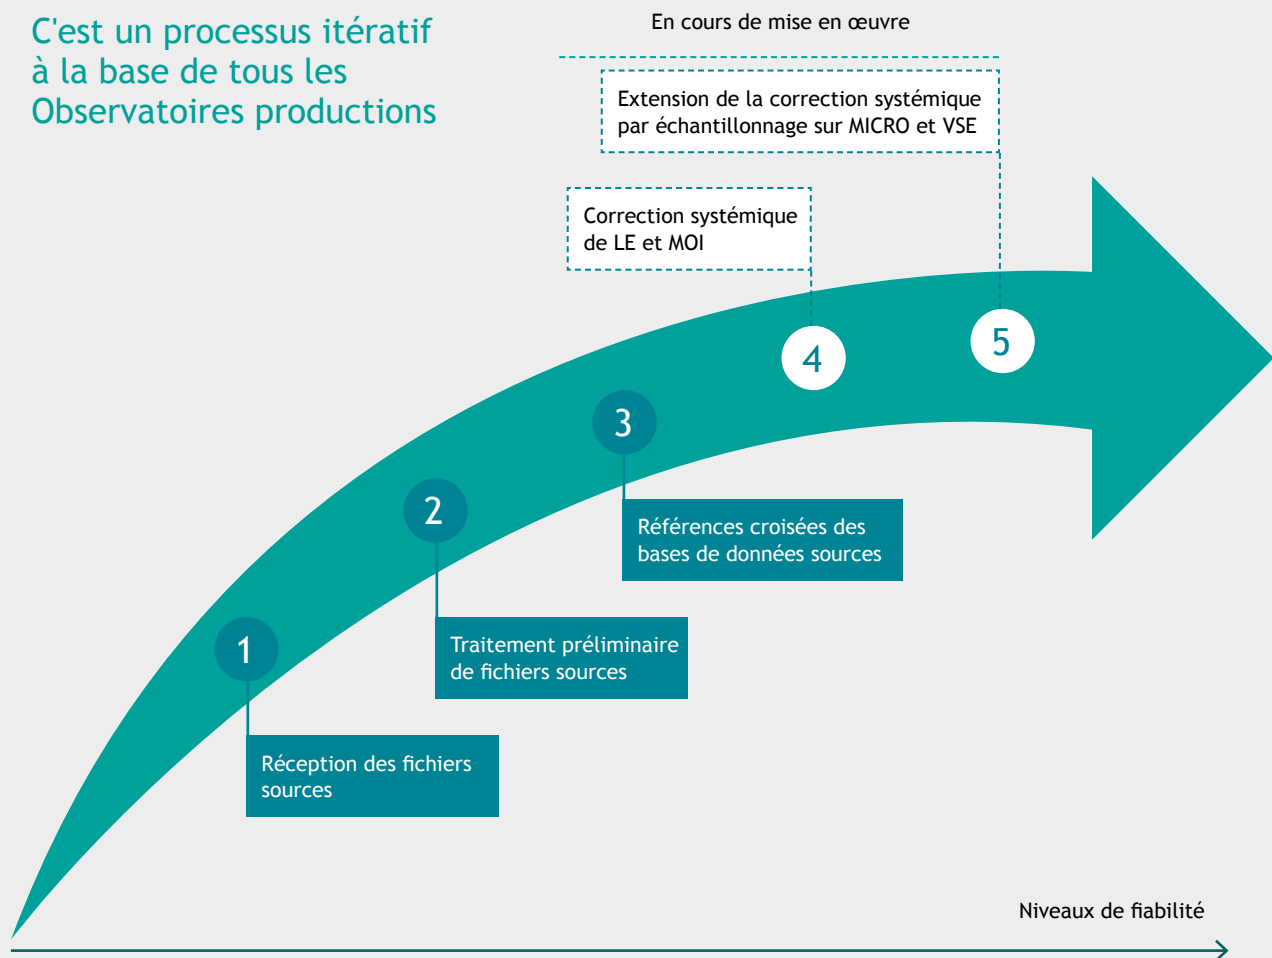 C'est un processus itératif
à la base de tous les
Observatoires productions
En cours de mise en œuvre
Extension de la correction systémique
par échantillonnage sur MICRO et VSE
Correction systémique
de LE et MOI
5
4
3
2
1
Références croisées des
bases de données sources
Traitement préliminaire
de fichiers sources
Réception des fichiers
sources
Niveaux de fiabilité